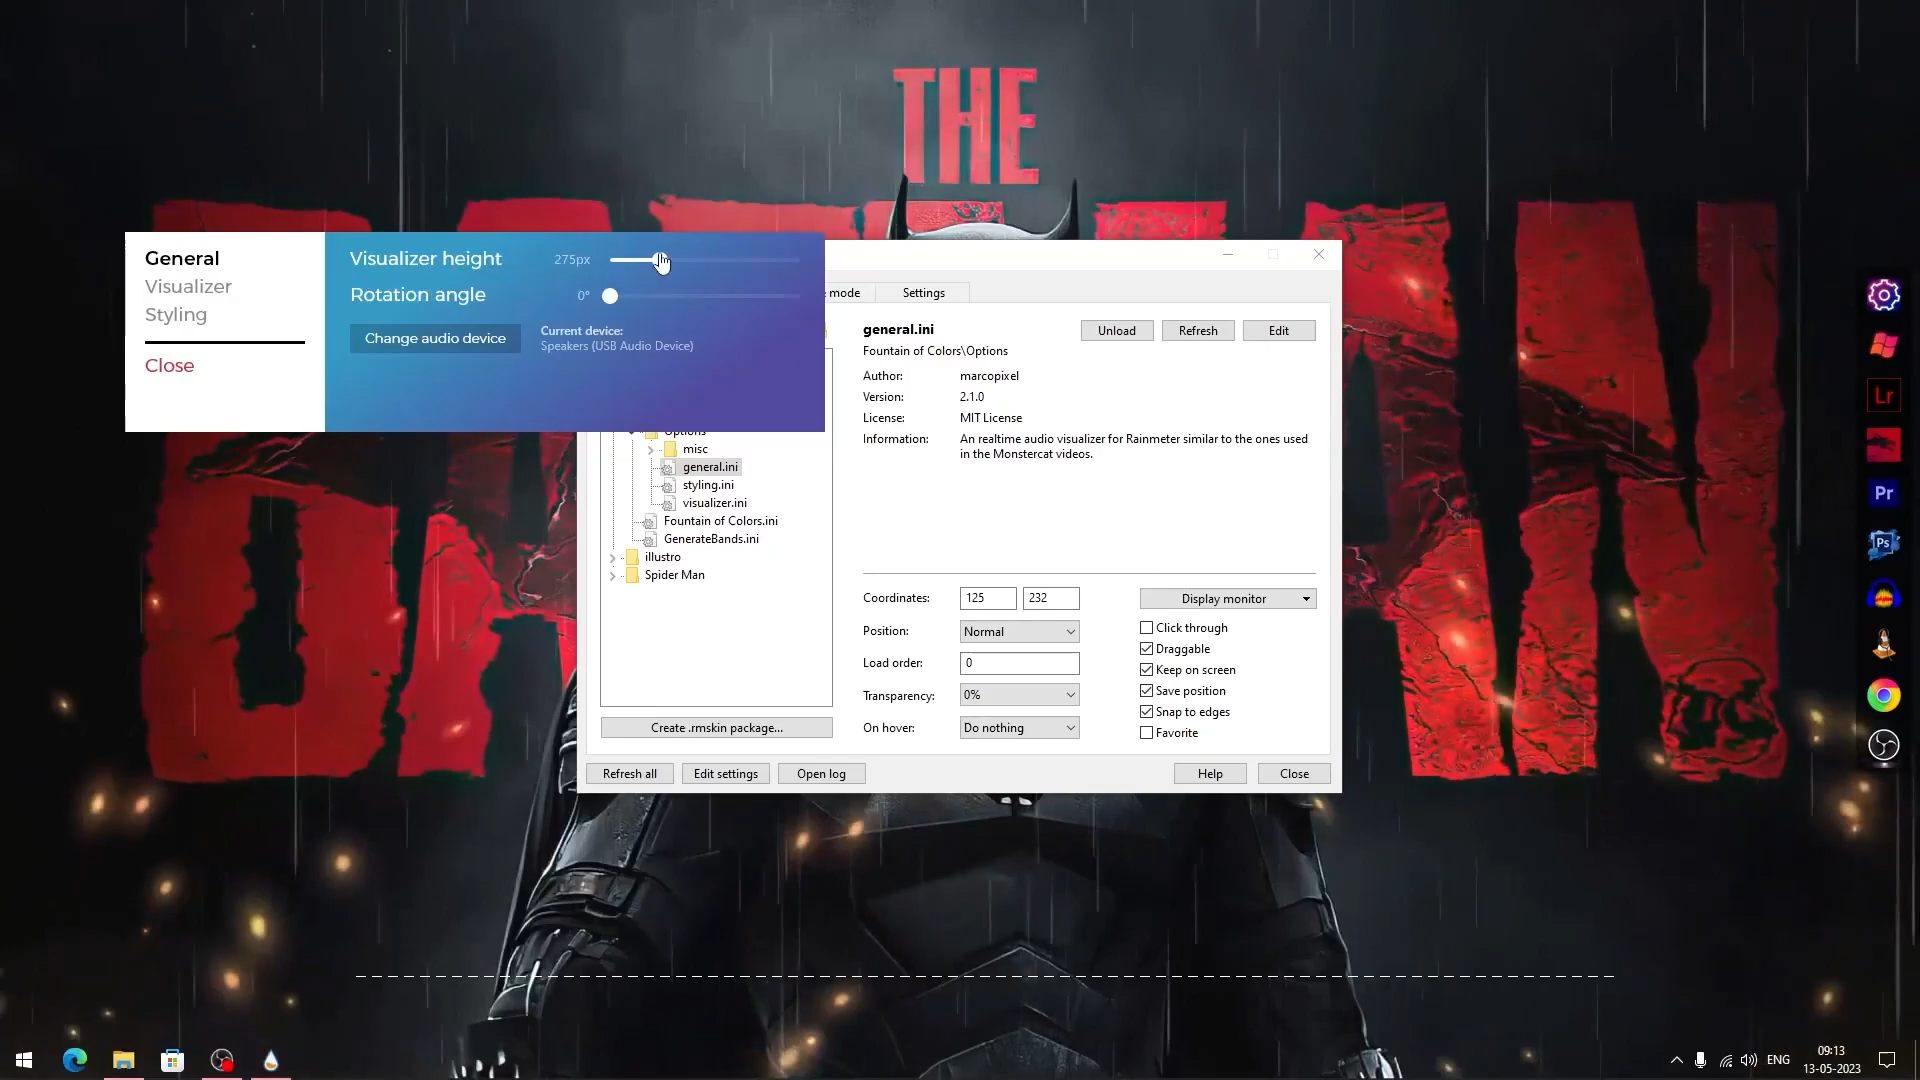 THE
BATMAN
General
Visualizer
Styling
Close
Visualizer height
275px
Rotation angle
0°
Change audio device
Current device:
Speakers (USB Audio Device)
mode
Settings
Options
misc
general.ini
styling.ini
visualizer.ini
Fountain of Colors.ini
GenerateBands.ini
illustro
Spider Man
Create .rmskin package...
general.ini
Fountain of Colors\Options
Unload
Refresh
Edit
Author: marcopixel
Version: 2.1.0
License: MIT License
Information: An realtime audio visualizer for Rainmeter similar to the ones used
in the Monstercat videos.
Coordinates: 125 232
Position: Normal
Load order: 0
Transparency: 0%
On hover: Do nothing
Display monitor
Click through
Draggable
Keep on screen
Save position
Snap to edges
Favorite
Refresh all
Edit settings
Open log
Help
Close
Lr
Pr
Ps
ENG
09:13
13-05-2023